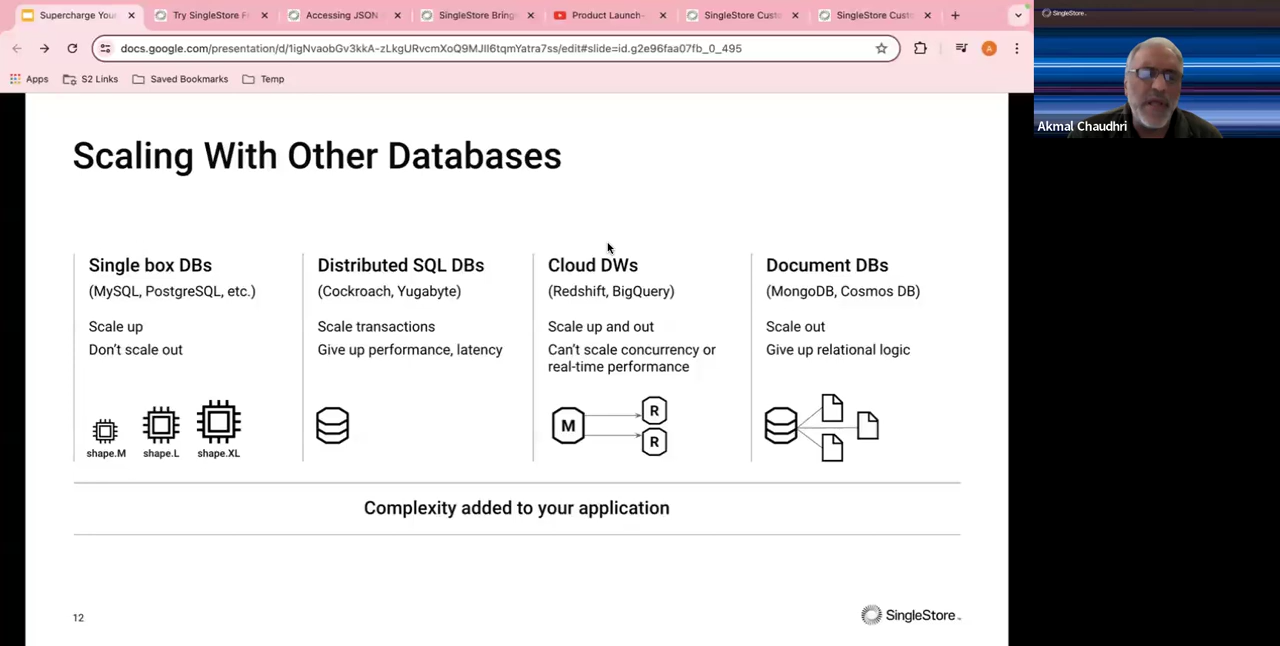 Supercharge You
Try SingleStore F
Accessing JSON
SingleStore Bring
Product Launch-
SingleStore Cust
SingleStore Cust
docs.google.com/presentation/d/1igNvaobGv3kkA-zLkgURvcmXoQ9MJlI6tqmYatra7ss/edit#slide=id.g2e96faa07fb_0_495
A
Apps
S2 Links
Saved Bookmarks
Temp
SingleStore
Akmal Chaudhri
Scaling With Other Databases
Single box DBs
(MySQL, PostgreSQL, etc.)
Scale up
Don't scale out
shape.M
shape.L
shape.XL
Distributed SQL DBs
(Cockroach, Yugabyte)
Scale transactions
Give up performance, latency
Cloud DWs
(Redshift, BigQuery)
Scale up and out
Can't scale concurrency or
real-time performance
M
R
R
Document DBs
(MongoDB, Cosmos DB)
Scale out
Give up relational logic
Complexity added to your application
12
SingleStore